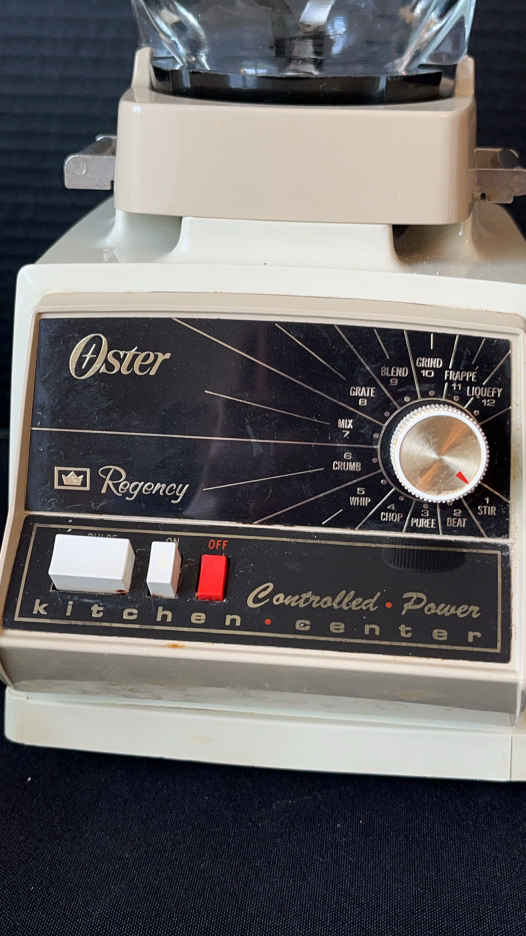 Oster
GRIND
10
BLEND
9
FRAPPE
11
GRATE
8
LIQUEFY
12
MIX
7
6
CRUMB
5
WHIP
4
CHOP
3
PUREE
2
BEAT
1
STIR
Regency
PULSE
ON
OFF
Controlled • Power
kitchen • center